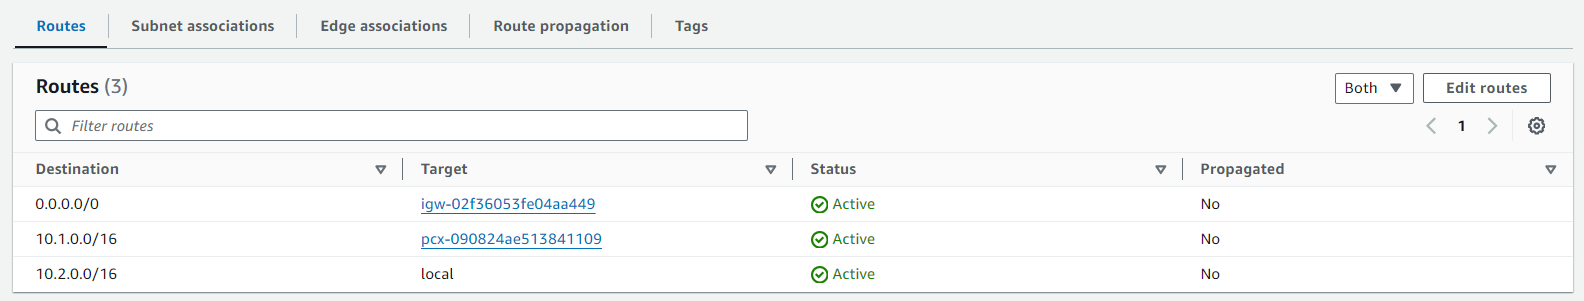 Routes Subnet associations Edge associations Route propagation Tags
Routes (3)
Both Edit routes
Filter routes
1
Destination Target Status Propagated
0.0.0.0/0 igw-02f36053fe04aa449 Active No
10.1.0.0/16 pcx-090824ae513841109 Active No
10.2.0.0/16 local Active No